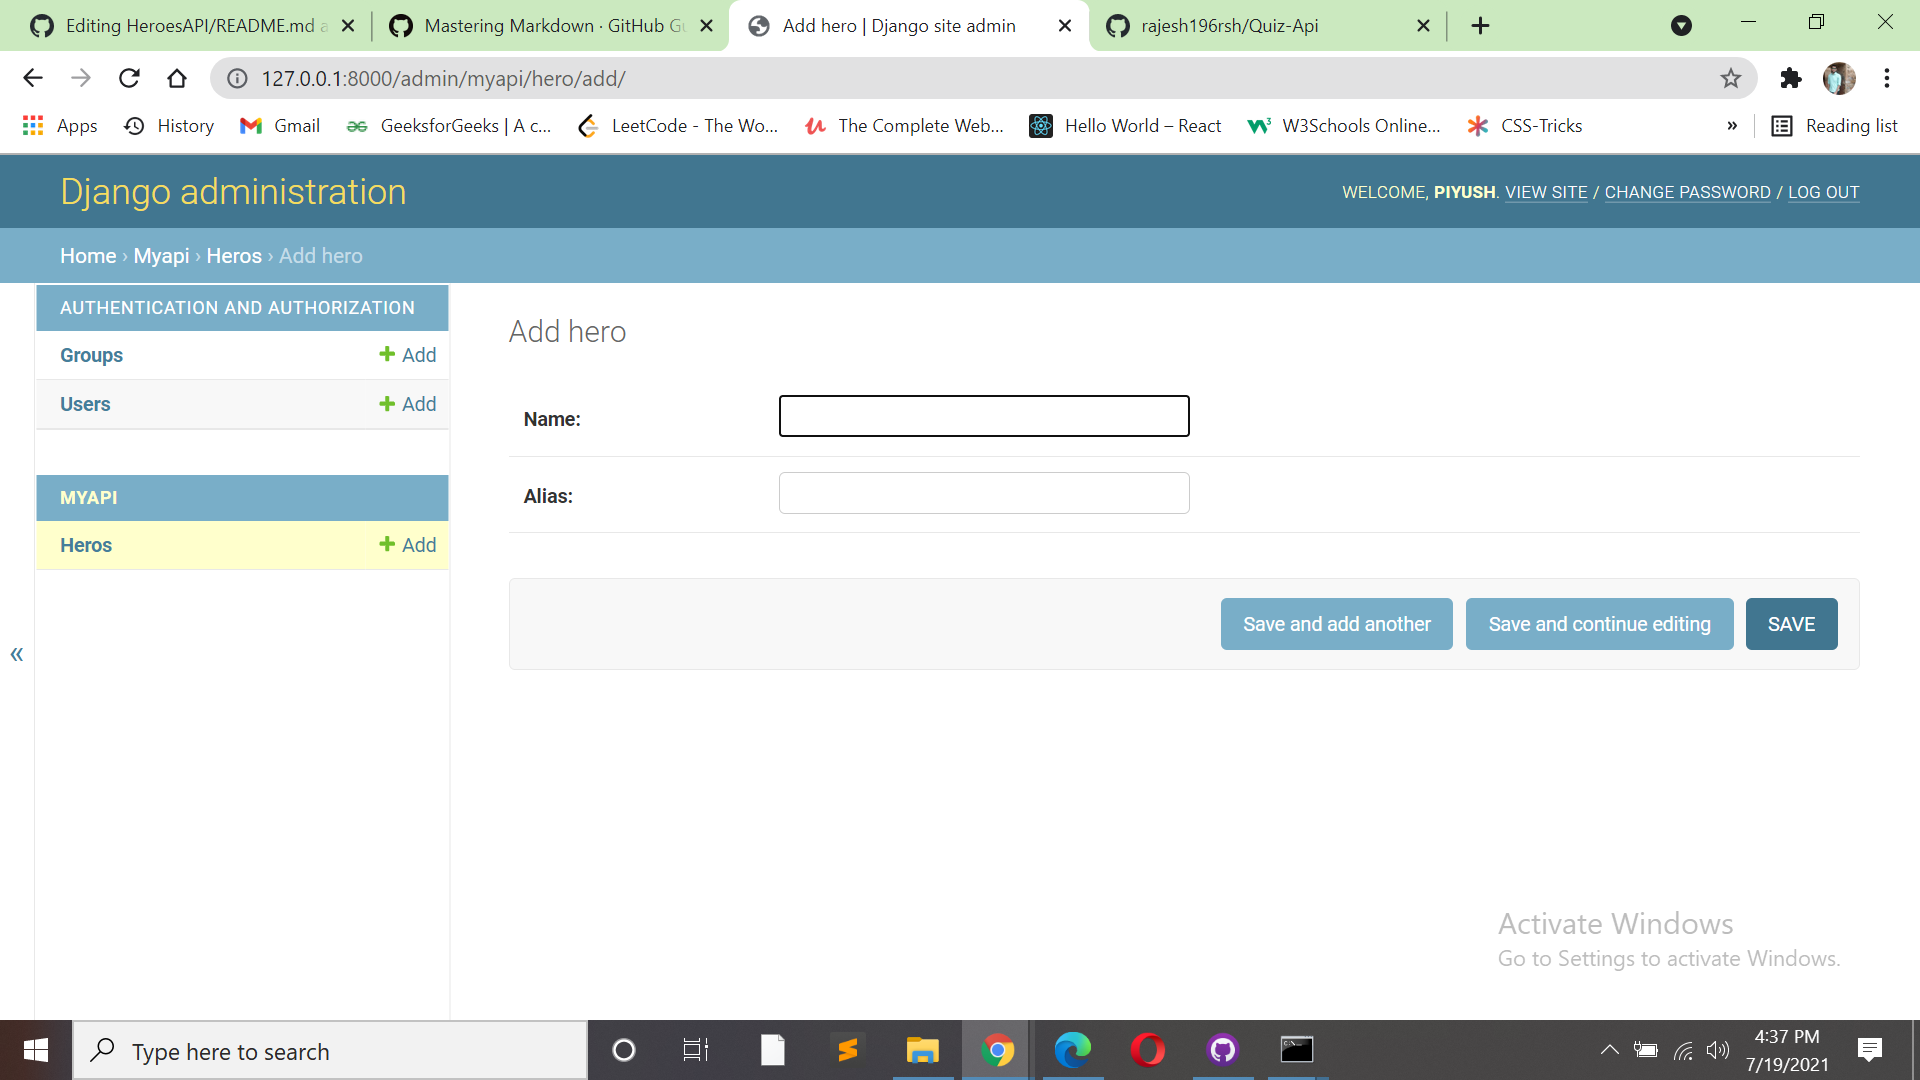 Editing HeroesAPI/README.md a
Mastering Markdown · GitHub Gu
Add hero | Django site admin
rajesh196rsh/Quiz-Api
127.0.0.1:8000/admin/myapi/hero/add/
Apps
History
Gmail
GeeksforGeeks | A c...
LeetCode - The Wo...
The Complete Web...
Hello World – React
W3Schools Online...
CSS-Tricks
»
Reading list
Django administration
WELCOME, PIYUSH. VIEW SITE / CHANGE PASSWORD / LOG OUT
Home › Myapi › Heros › Add hero
AUTHENTICATION AND AUTHORIZATION
Groups
Add
Users
Add
MYAPI
Heros
Add
«
Add hero
Name:
Alias:
Save and add another
Save and continue editing
SAVE
Activate Windows
Go to Settings to activate Windows.
Type here to search
4:37 PM
7/19/2021